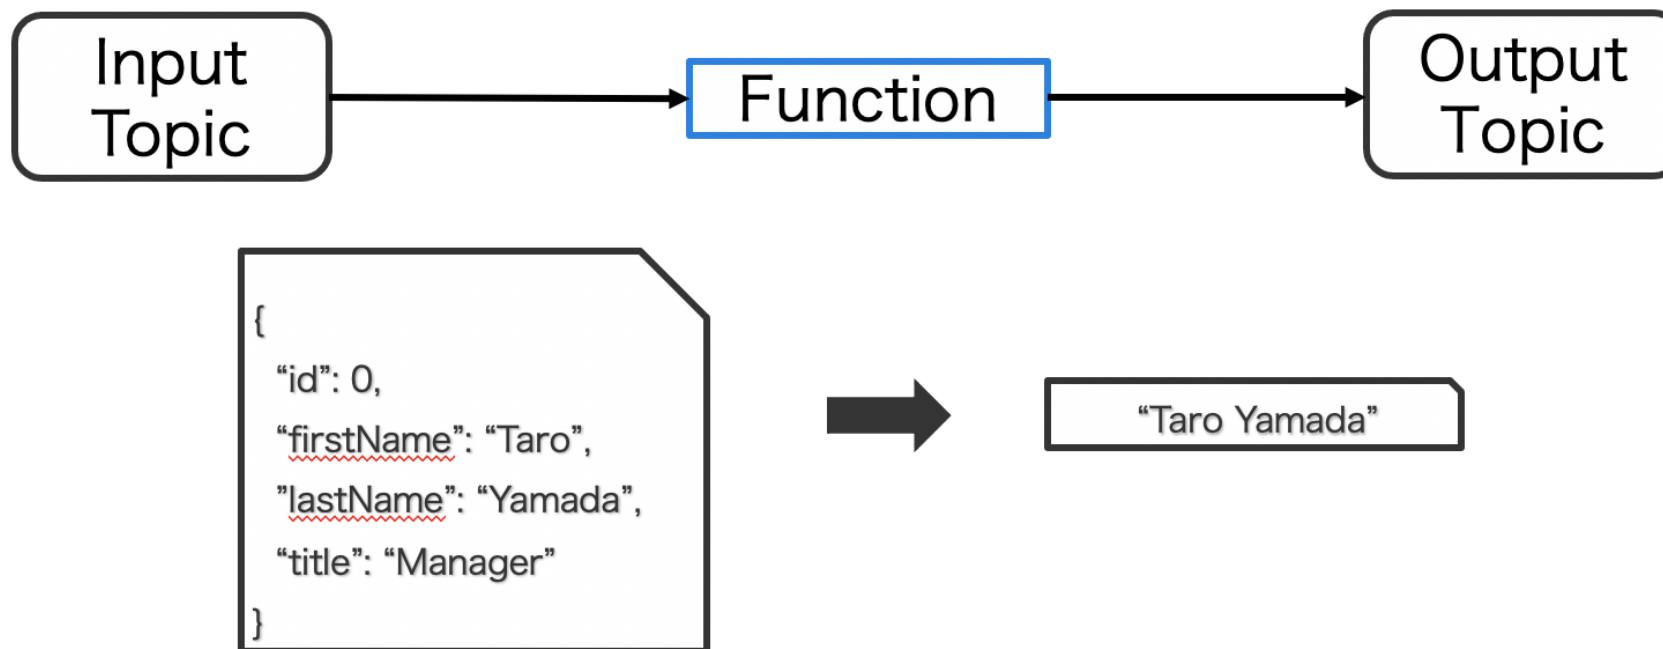 Input
Topic
Function
Output
Topic
{
“id”: 0,
“firstName”: “Taro”,
”lastName”: “Yamada”,
“title”: “Manager”
}
“Taro Yamada”